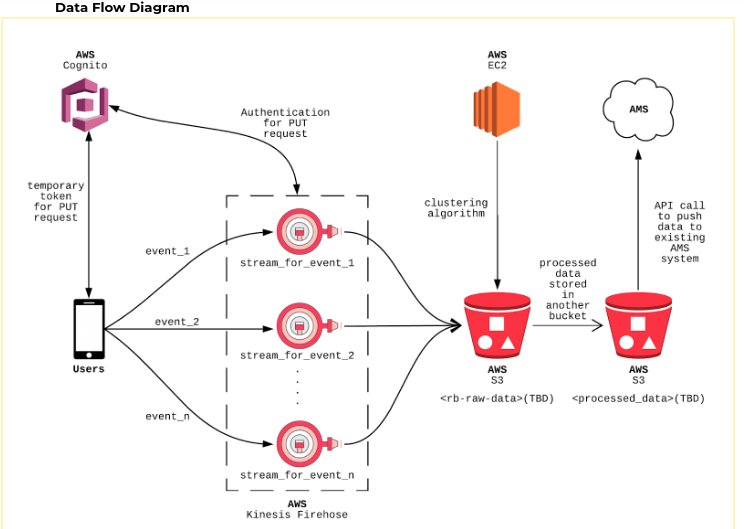 Data Flow Diagram
AWS
Cognito
AWS
EC2
AMS
Authentication
for PUT
request
temporary
token
for PUT
request
clustering
algorithm
API call
to push
data to
existing
AMS
system
event_1
stream_for_event_1
processed
data
stored
in
another
bucket
event_2
stream_for_event_2
Users
AWS
S3
<rb-raw-data>(TBD)
AWS
S3
<processed_data>(TBD)
event_n
stream_for_event_n
AWS
Kinesis Firehose